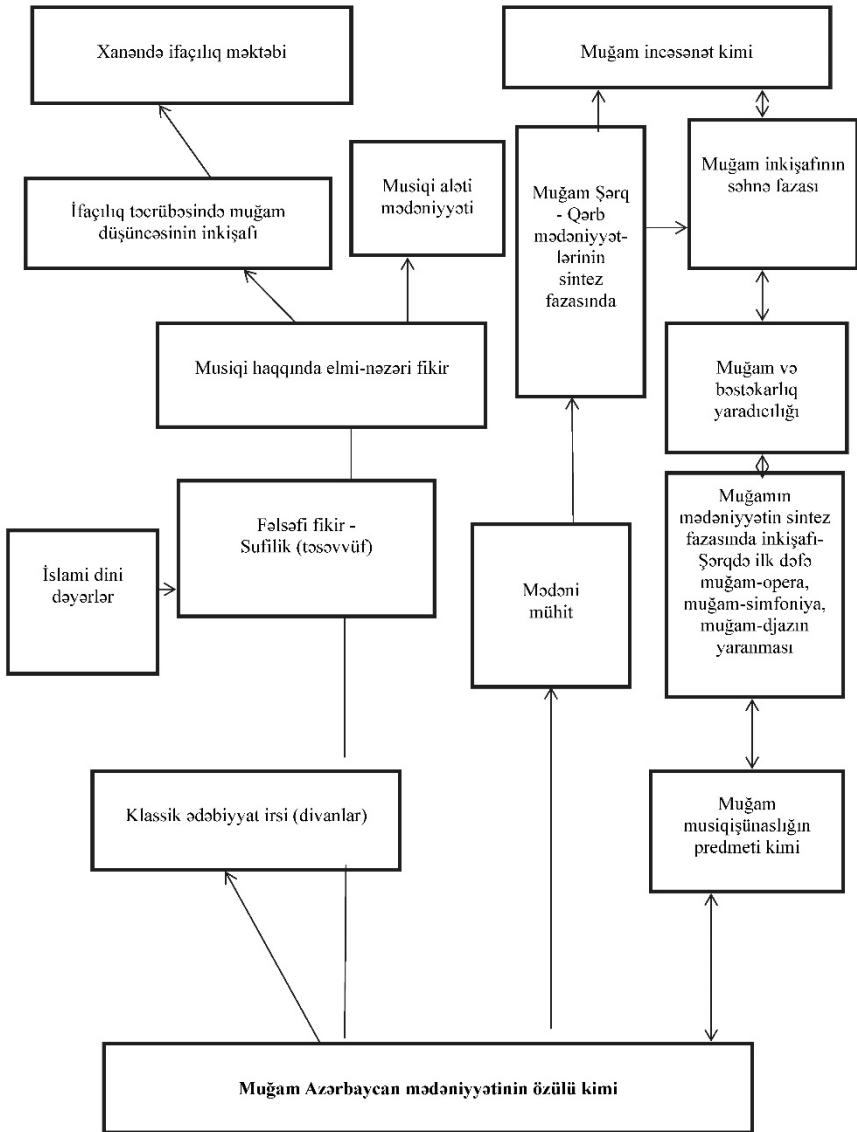 Xanəndə ifaçılıq məktəbi
Muğam incəsənət kimi
Musiqi aləti
mədəniyyəti
Muğam Şərq
- Qərb
mədəniyyət-
lərinin
sintez
fazasında
Muğam inkişafının
səhnə fazası
İfaçılıq təcrübəsində muğam
düşüncəsinin inkişafı
Musiqi haqqında elmi-nəzəri fikir
Muğam və
bəstəkarlıq
yaradıcılığı
Fəlsəfi fikir -
Sufilik (təsəvvüf)
İslami dini
dəyərlər
Mədəni
mühit
Muğamın
mədəniyyətin sintez
fazasında inkişafı-
Şərqdə ilk dəfə
muğam-opera,
muğam-simfoniya,
muğam-djazın
yaranması
Klassik ədəbiyyat irsi (divanlar)
Muğam
musiqişünaslığın
predmeti kimi
Muğam Azərbaycan mədəniyyətinin özülü kimi